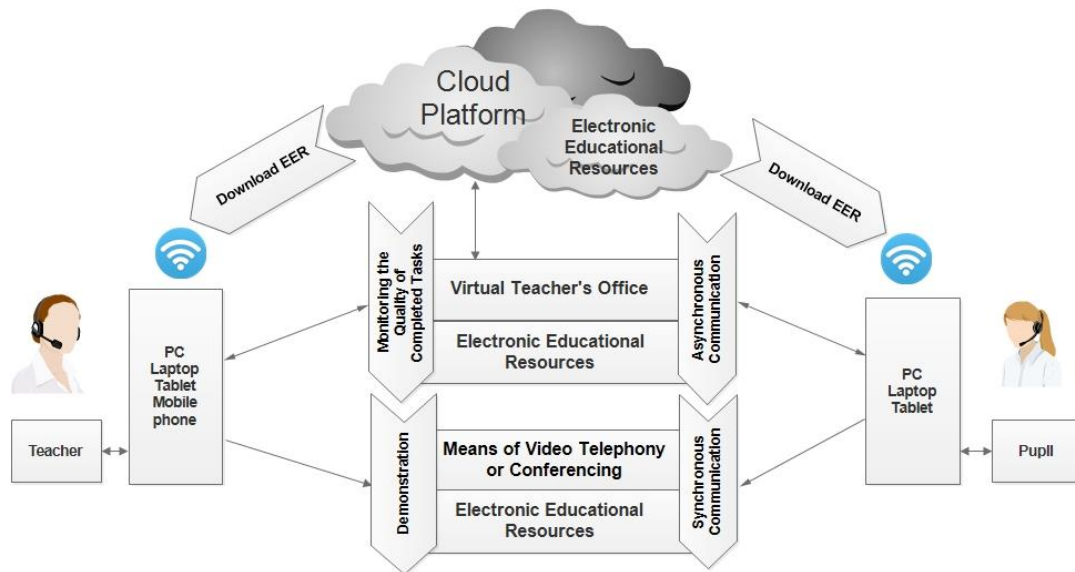 Cloud
Platform
Electronic
Educational
Resources
Download EER
Download EER
Monitoring the
Quality of
Completed Tasks
Virtual Teacher's Office
Electronic Educational
Resources
Asynchronous
Communication
PC
Laptop
Tablet
Mobile
phone
PC
Laptop
Tablet
Teacher
Demonstration
Means of Video Telephony
or Conferencing
Electronic Educational
Resources
Synchronous
Communication
Pupil